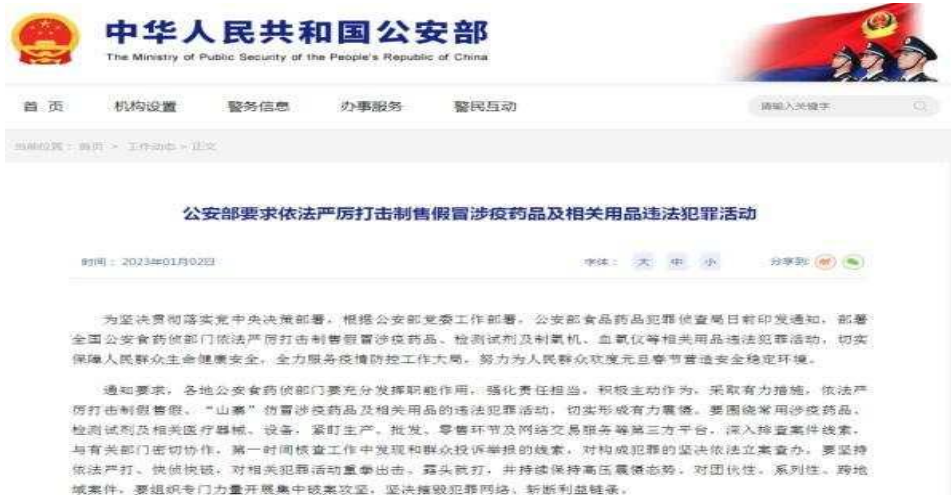 中华人民共和国公安部
The Ministry of Public Security of the People's Republic of China
首 页 机构设置 警务信息 办事服务 警民互动 请输入关键字
当前位置： 首页 > 工作动态 > 正文
公安部要求依法严厉打击制售假冒涉疫药品及相关用品违法犯罪活动
时间： 2023年01月02日 字体： 大 中 小 分享到
为坚决贯彻落实党中央决策部署，根据公安部党委工作部署，公安部食品药品犯罪侦查局日前印发通知，部署
全国公安食药侦部门依法严厉打击制售假冒涉疫药品、检测试剂及制氧机、血氧仪等相关用品违法犯罪活动，切实
保障人民群众生命健康安全，全力服务疫情防控工作大局，努力为人民群众欢度元旦春节营造安全稳定环境。
通知要求，各地公安食药侦部门要充分发挥职能作用，强化责任担当，积极主动作为，采取有力措施，依法严
厉打击制假售假、“山寨”仿冒涉疫药品及相关用品的违法犯罪活动，切实形成有力震慑。要围绕常用涉疫药品、
检测试剂及相关医疗器械、设备，紧盯生产、批发、零售环节及网络交易服务等第三方平台，深入排查案件线索，
与有关部门密切协作，第一时间核查工作中发现和群众投诉举报的线索，对构成犯罪的坚决依法立案查办。要坚持
依法严打、快侦快破，对相关犯罪活动重拳出击、露头就打，并持续保持高压震慑态势。对团伙性、系列性、跨地
域案件，要组织专门力量开展集中破案攻坚，坚决摧毁犯罪网络、斩断利益链条。